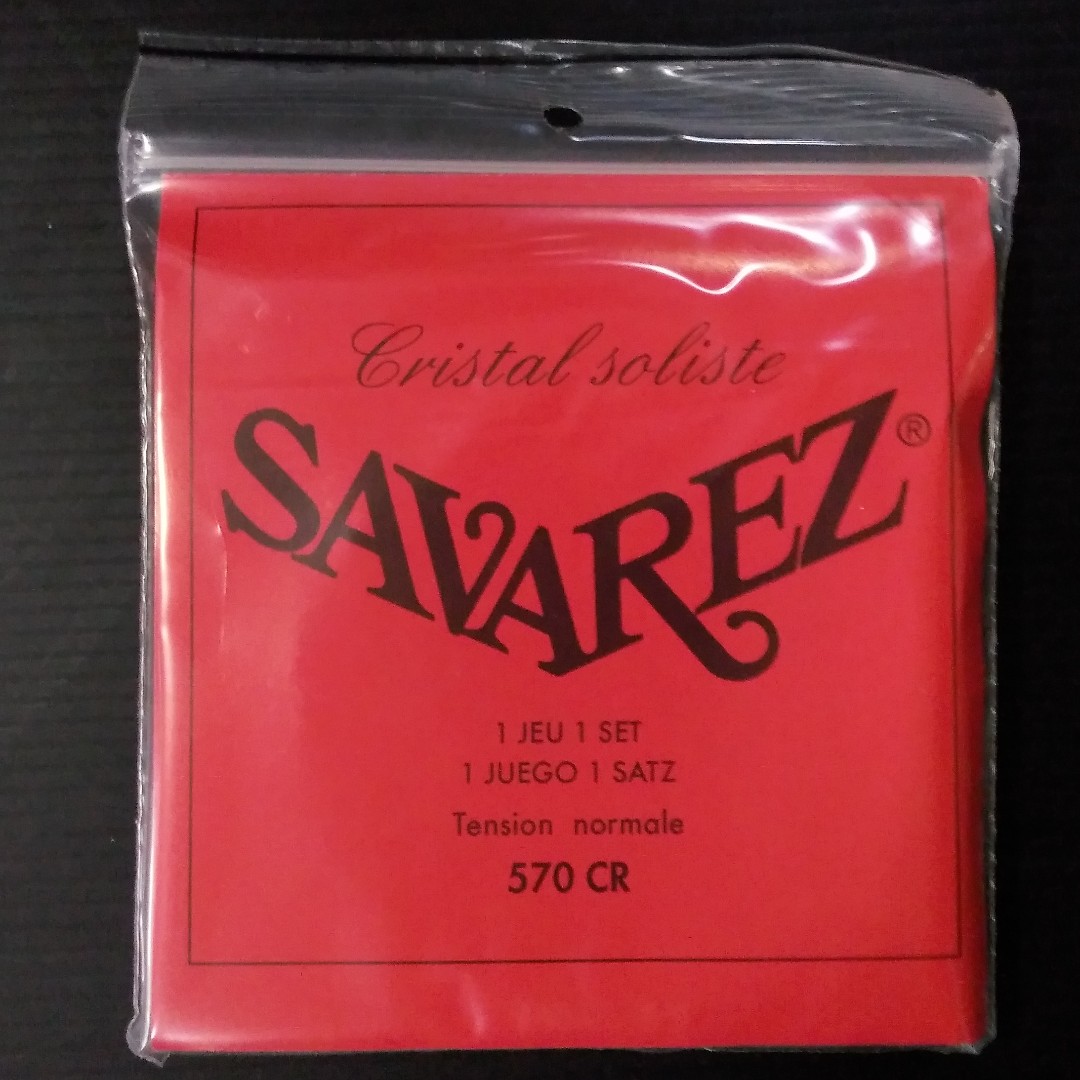 Cristal soliste
SAVAREZ®
1 JEU 1 SET
1 JUEGO 1 SATZ
Tension normale
570 CR